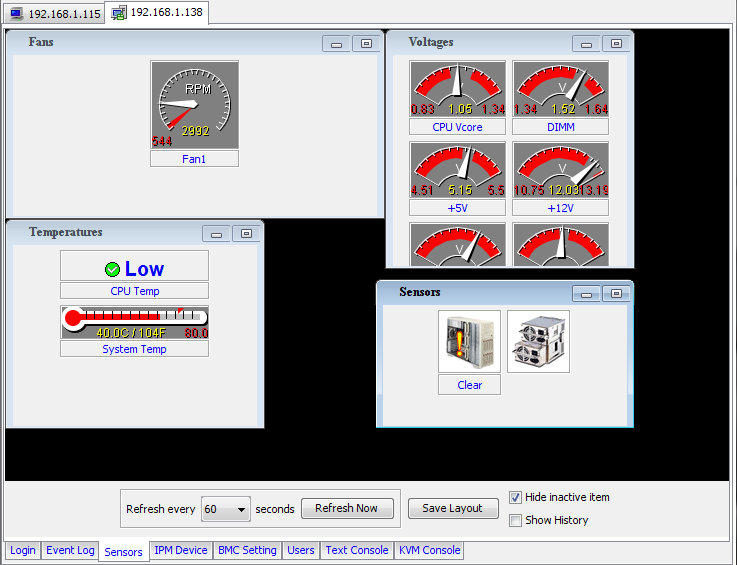 192.168.1.115 192.168.1.138
Fans
RPM
2992
544
Fan1
Voltages
V V
0.83 1.05 1.34 1.34 1.52 1.64
CPU Vcore DIMM
V V
4.51 5.15 5.5 10.75 12.03 13.19
+5V +12V
V V
Temperatures
Low
CPU Temp
40.0C / 104F 80.0
System Temp
Sensors
Clear
Refresh every 60 seconds Refresh Now Save Layout
Hide inactive item
Show History
Login Event Log Sensors IPM Device BMC Setting Users Text Console KVM Console